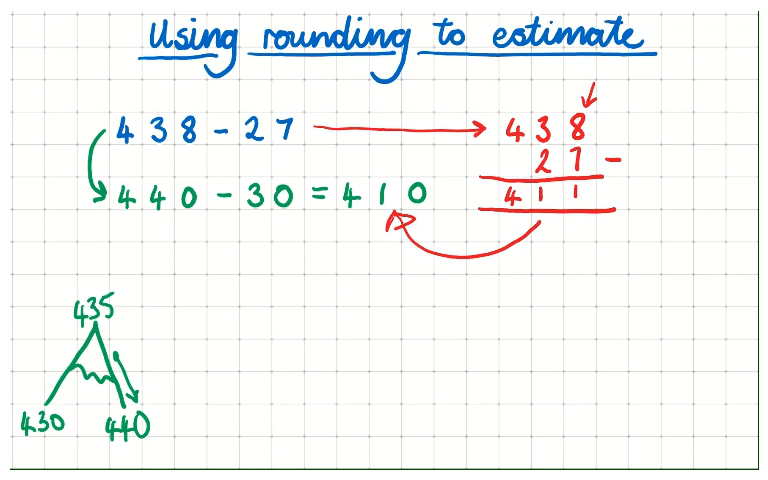 Using rounding to estimate
438 - 27
440 - 30 = 410
438
27 -
411
435
430 440